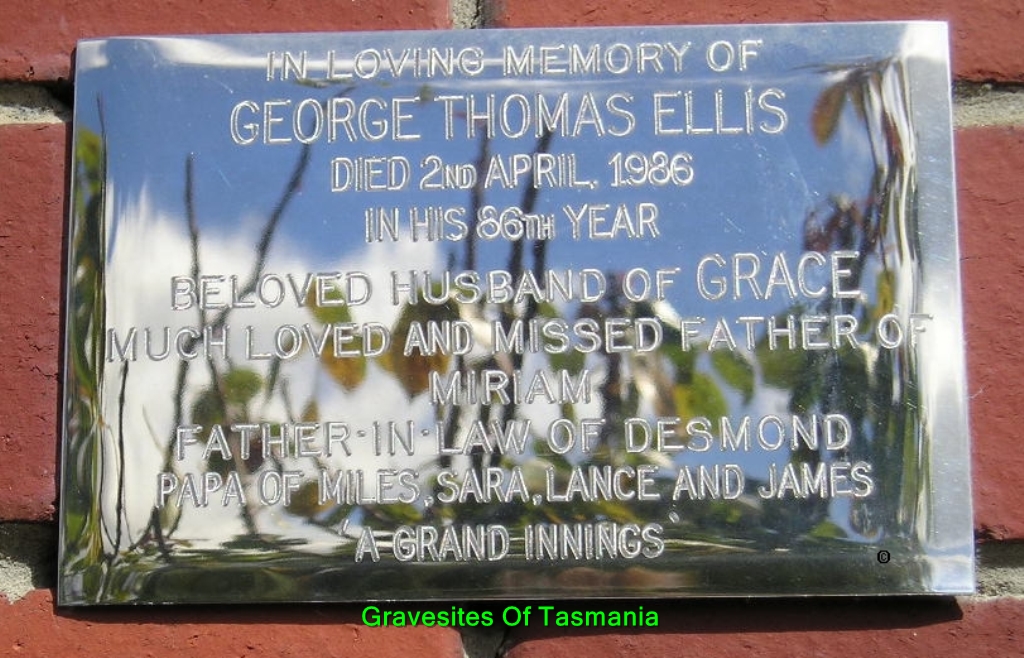 IN LOVING MEMORY OF
GEORGE THOMAS ELLIS
DIED 2ND APRIL, 1986
IN HIS 86TH YEAR
BELOVED HUSBAND OF GRACE
MUCH LOVED AND MISSED FATHER OF
MIRIAM
FATHER-IN-LAW OF DESMOND
PAPA OF MILES, SARA, LANCE AND JAMES
"A GRAND INNINGS"
©
Gravesites Of Tasmania